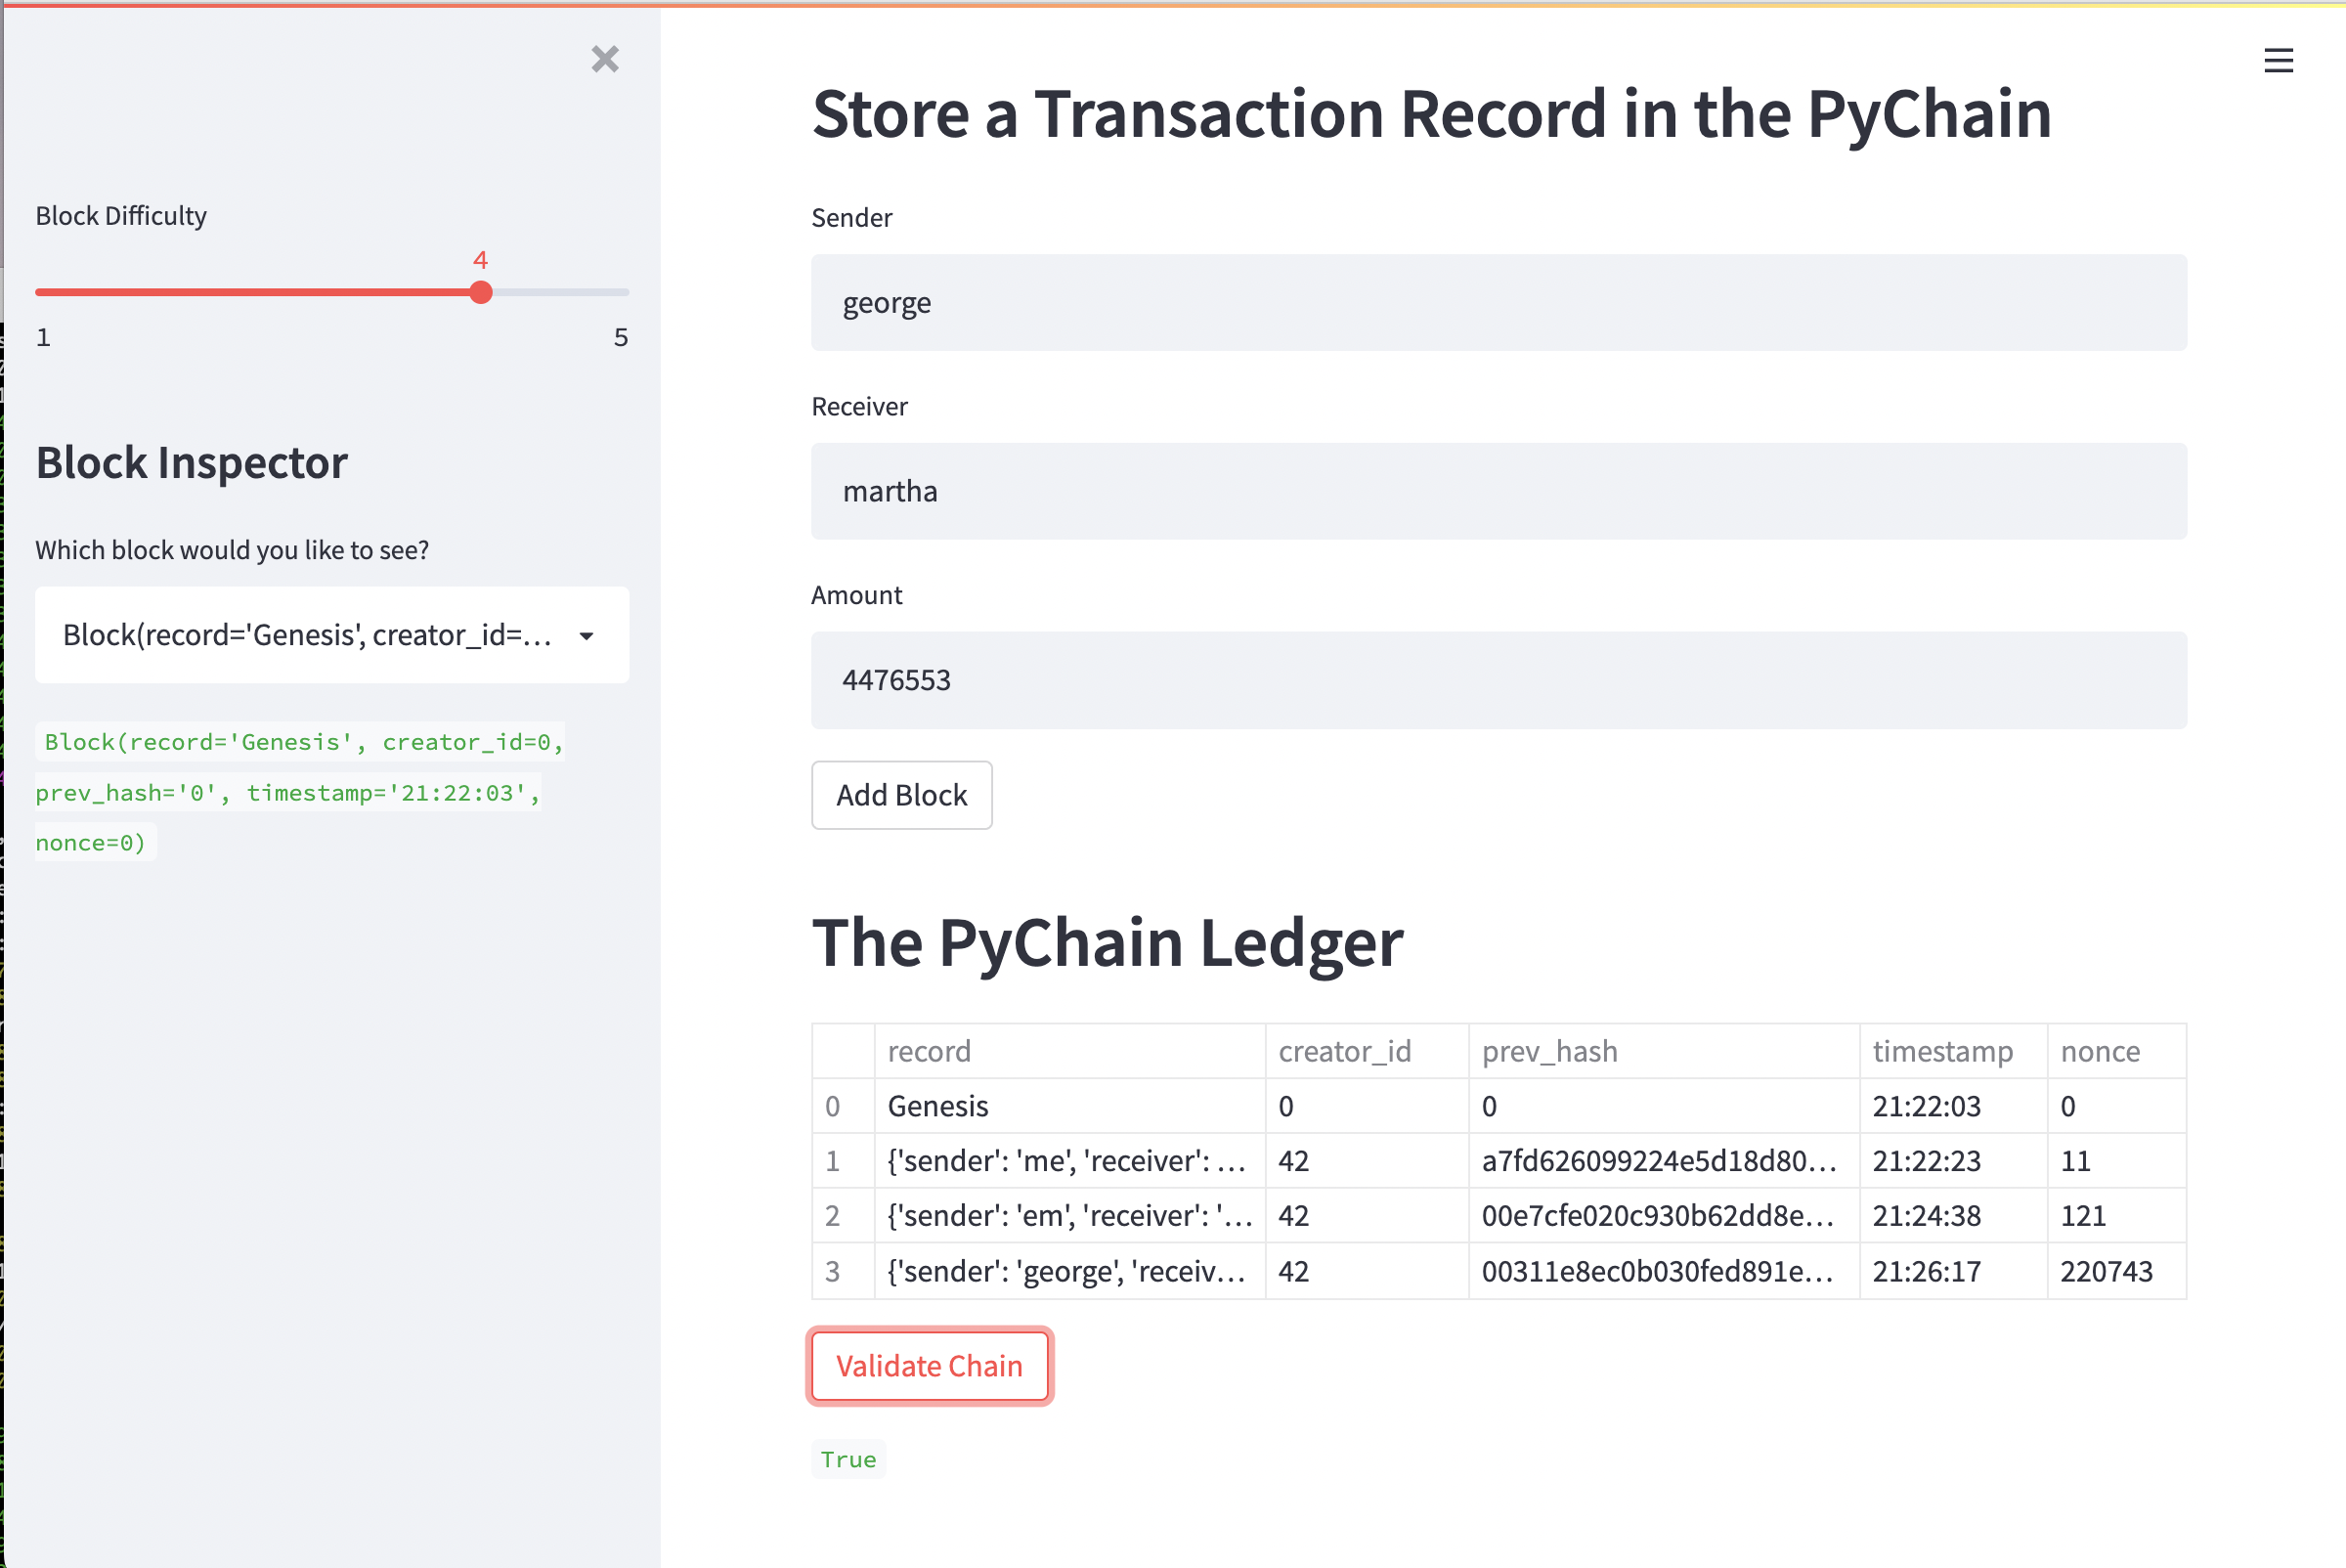 Block Difficulty
4
1 5
Block Inspector
Which block would you like to see?
Block(record='Genesis', creator_id=...
Block(record='Genesis', creator_id=0,
prev_hash='0', timestamp='21:22:03',
nonce=0)
Store a Transaction Record in the PyChain
Sender
george
Receiver
martha
Amount
4476553
Add Block
The PyChain Ledger
record creator_id prev_hash timestamp nonce
0 Genesis 0 0 21:22:03 0
1 {'sender': 'me', 'receiver': ... 42 a7fd626099224e5d18d80... 21:22:23 11
2 {'sender': 'em', 'receiver': '... 42 00e7cfe020c930b62dd8e... 21:24:38 121
3 {'sender': 'george', 'receiv... 42 00311e8ec0b030fed891e... 21:26:17 220743
Validate Chain
True